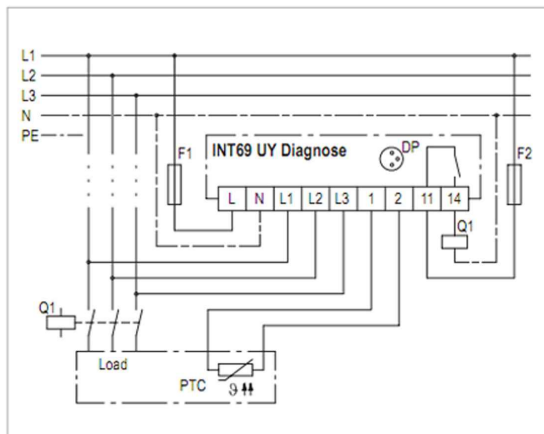 L1
L2
L3
N
PE
F1
INT69 UY Diagnose
DP
F2
L N L1 L2 L3 1 2 11 14
Q1
Q1
Load
PTC
ϑ